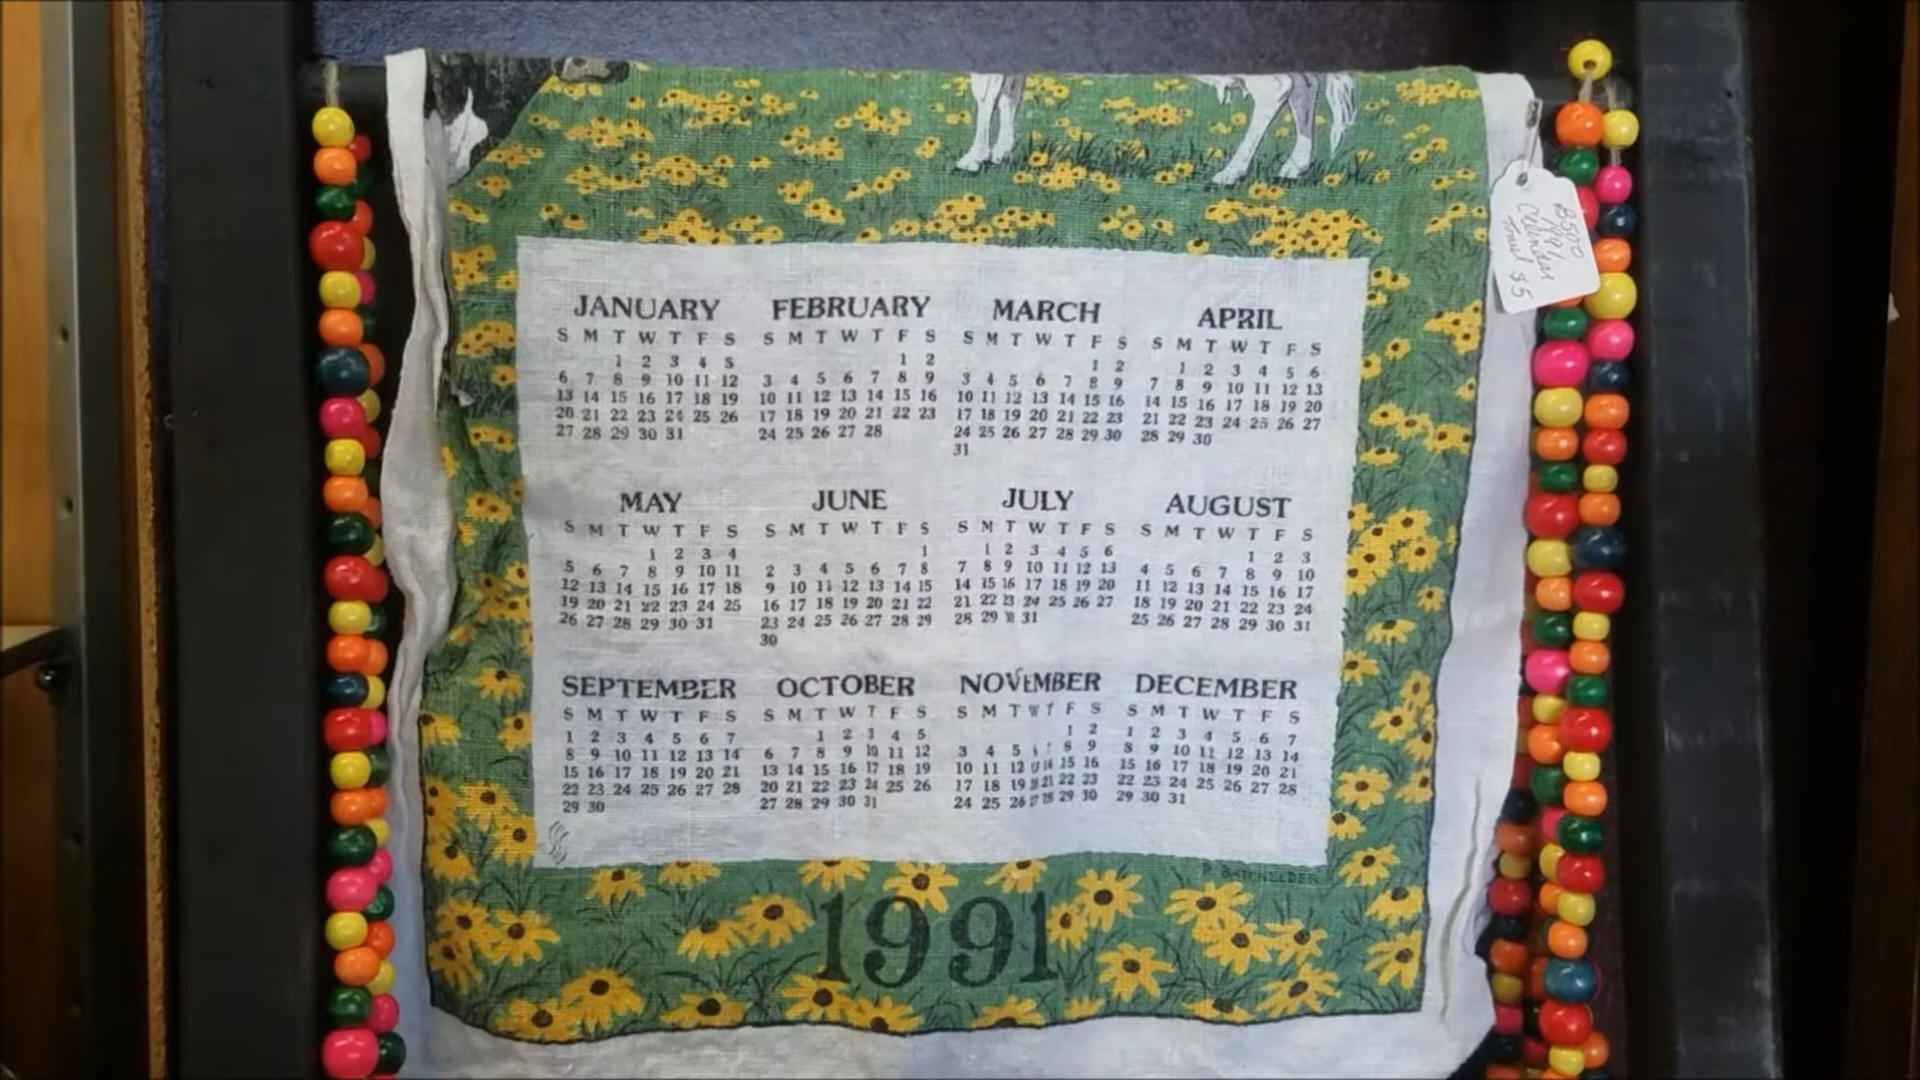 B500
1991
Calendar
Towel $5
JANUARY FEBRUARY MARCH APRIL
S M T W T F S S M T W T F S S M T W T F S S M T W T F S
1 2 3 4 5 1 2 1 2 1 2 3 4 5 6
6 7 8 9 10 11 12 3 4 5 6 7 8 9 3 4 5 6 7 8 9 7 8 9 10 11 12 13
13 14 15 16 17 18 19 10 11 12 13 14 15 16 10 11 12 13 14 15 16 14 15 16 17 18 19 20
20 21 22 23 24 25 26 17 18 19 20 21 22 23 17 18 19 20 21 22 23 21 22 23 24 25 26 27
27 28 29 30 31 24 25 26 27 28 24 25 26 27 28 29 30 28 29 30
31
MAY JUNE JULY AUGUST
S M T W T F S S M T W T F S S M T W T F S S M T W T F S
1 2 3 4 1 1 2 3 4 5 6 1 2 3
5 6 7 8 9 10 11 2 3 4 5 6 7 8 7 8 9 10 11 12 13 4 5 6 7 8 9 10
12 13 14 15 16 17 18 9 10 11 12 13 14 15 14 15 16 17 18 19 20 11 12 13 14 15 16 17
19 20 21 22 23 24 25 16 17 18 19 20 21 22 21 22 23 24 25 26 27 18 19 20 21 22 23 24
26 27 28 29 30 31 23 24 25 26 27 28 29 28 29 30 31 25 26 27 28 29 30 31
30
SEPTEMBER OCTOBER NOVEMBER DECEMBER
S M T W T F S S M T W T F S S M T W T F S S M T W T F S
1 2 3 4 5 6 7 1 2 3 4 5 1 2 1 2 3 4 5 6 7
8 9 10 11 12 13 14 6 7 8 9 10 11 12 3 4 5 6 7 8 9 8 9 10 11 12 13 14
15 16 17 18 19 20 21 13 14 15 16 17 18 19 10 11 12 13 14 15 16 15 16 17 18 19 20 21
22 23 24 25 26 27 28 20 21 22 23 24 25 26 17 18 19 20 21 22 23 22 23 24 25 26 27 28
29 30 27 28 29 30 31 24 25 26 27 28 29 30 29 30 31
P. BATCHELDER
1991